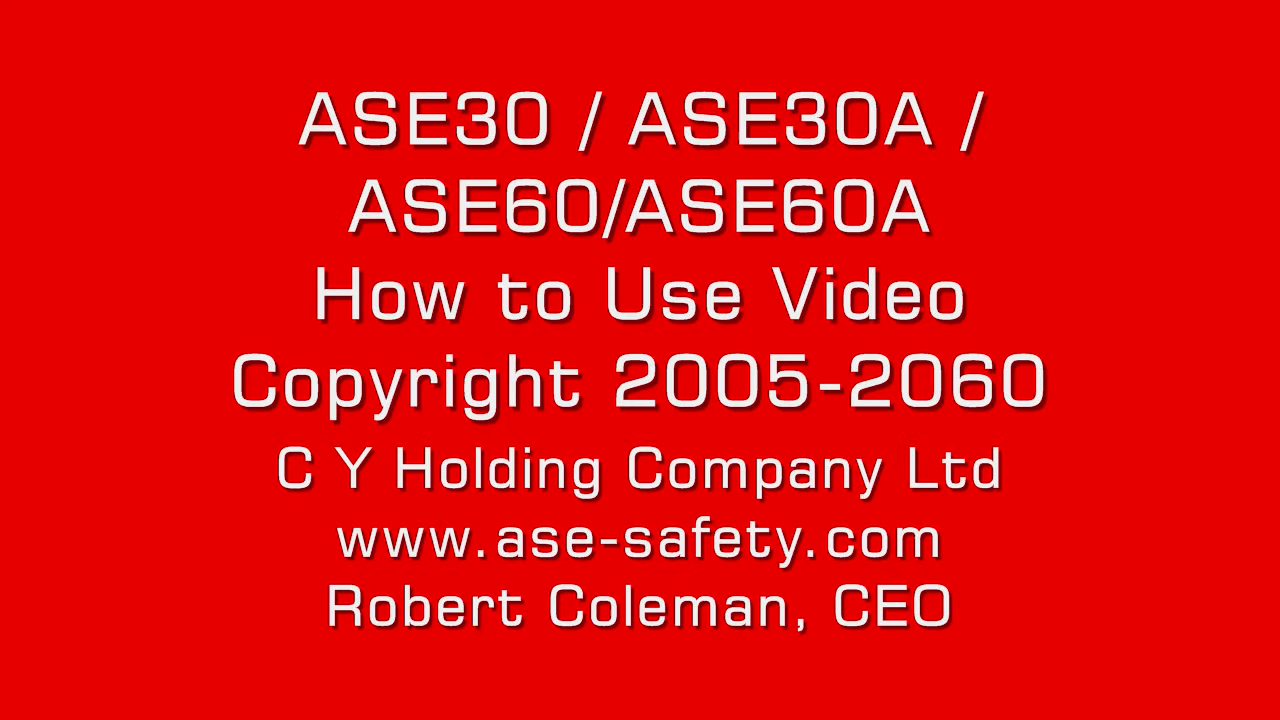 ASE30 / ASE30A /
ASE60/ASE60A
How to Use Video
Copyright 2005-2060
C Y Holding Company Ltd
www.ase-safety.com
Robert Coleman, CEO